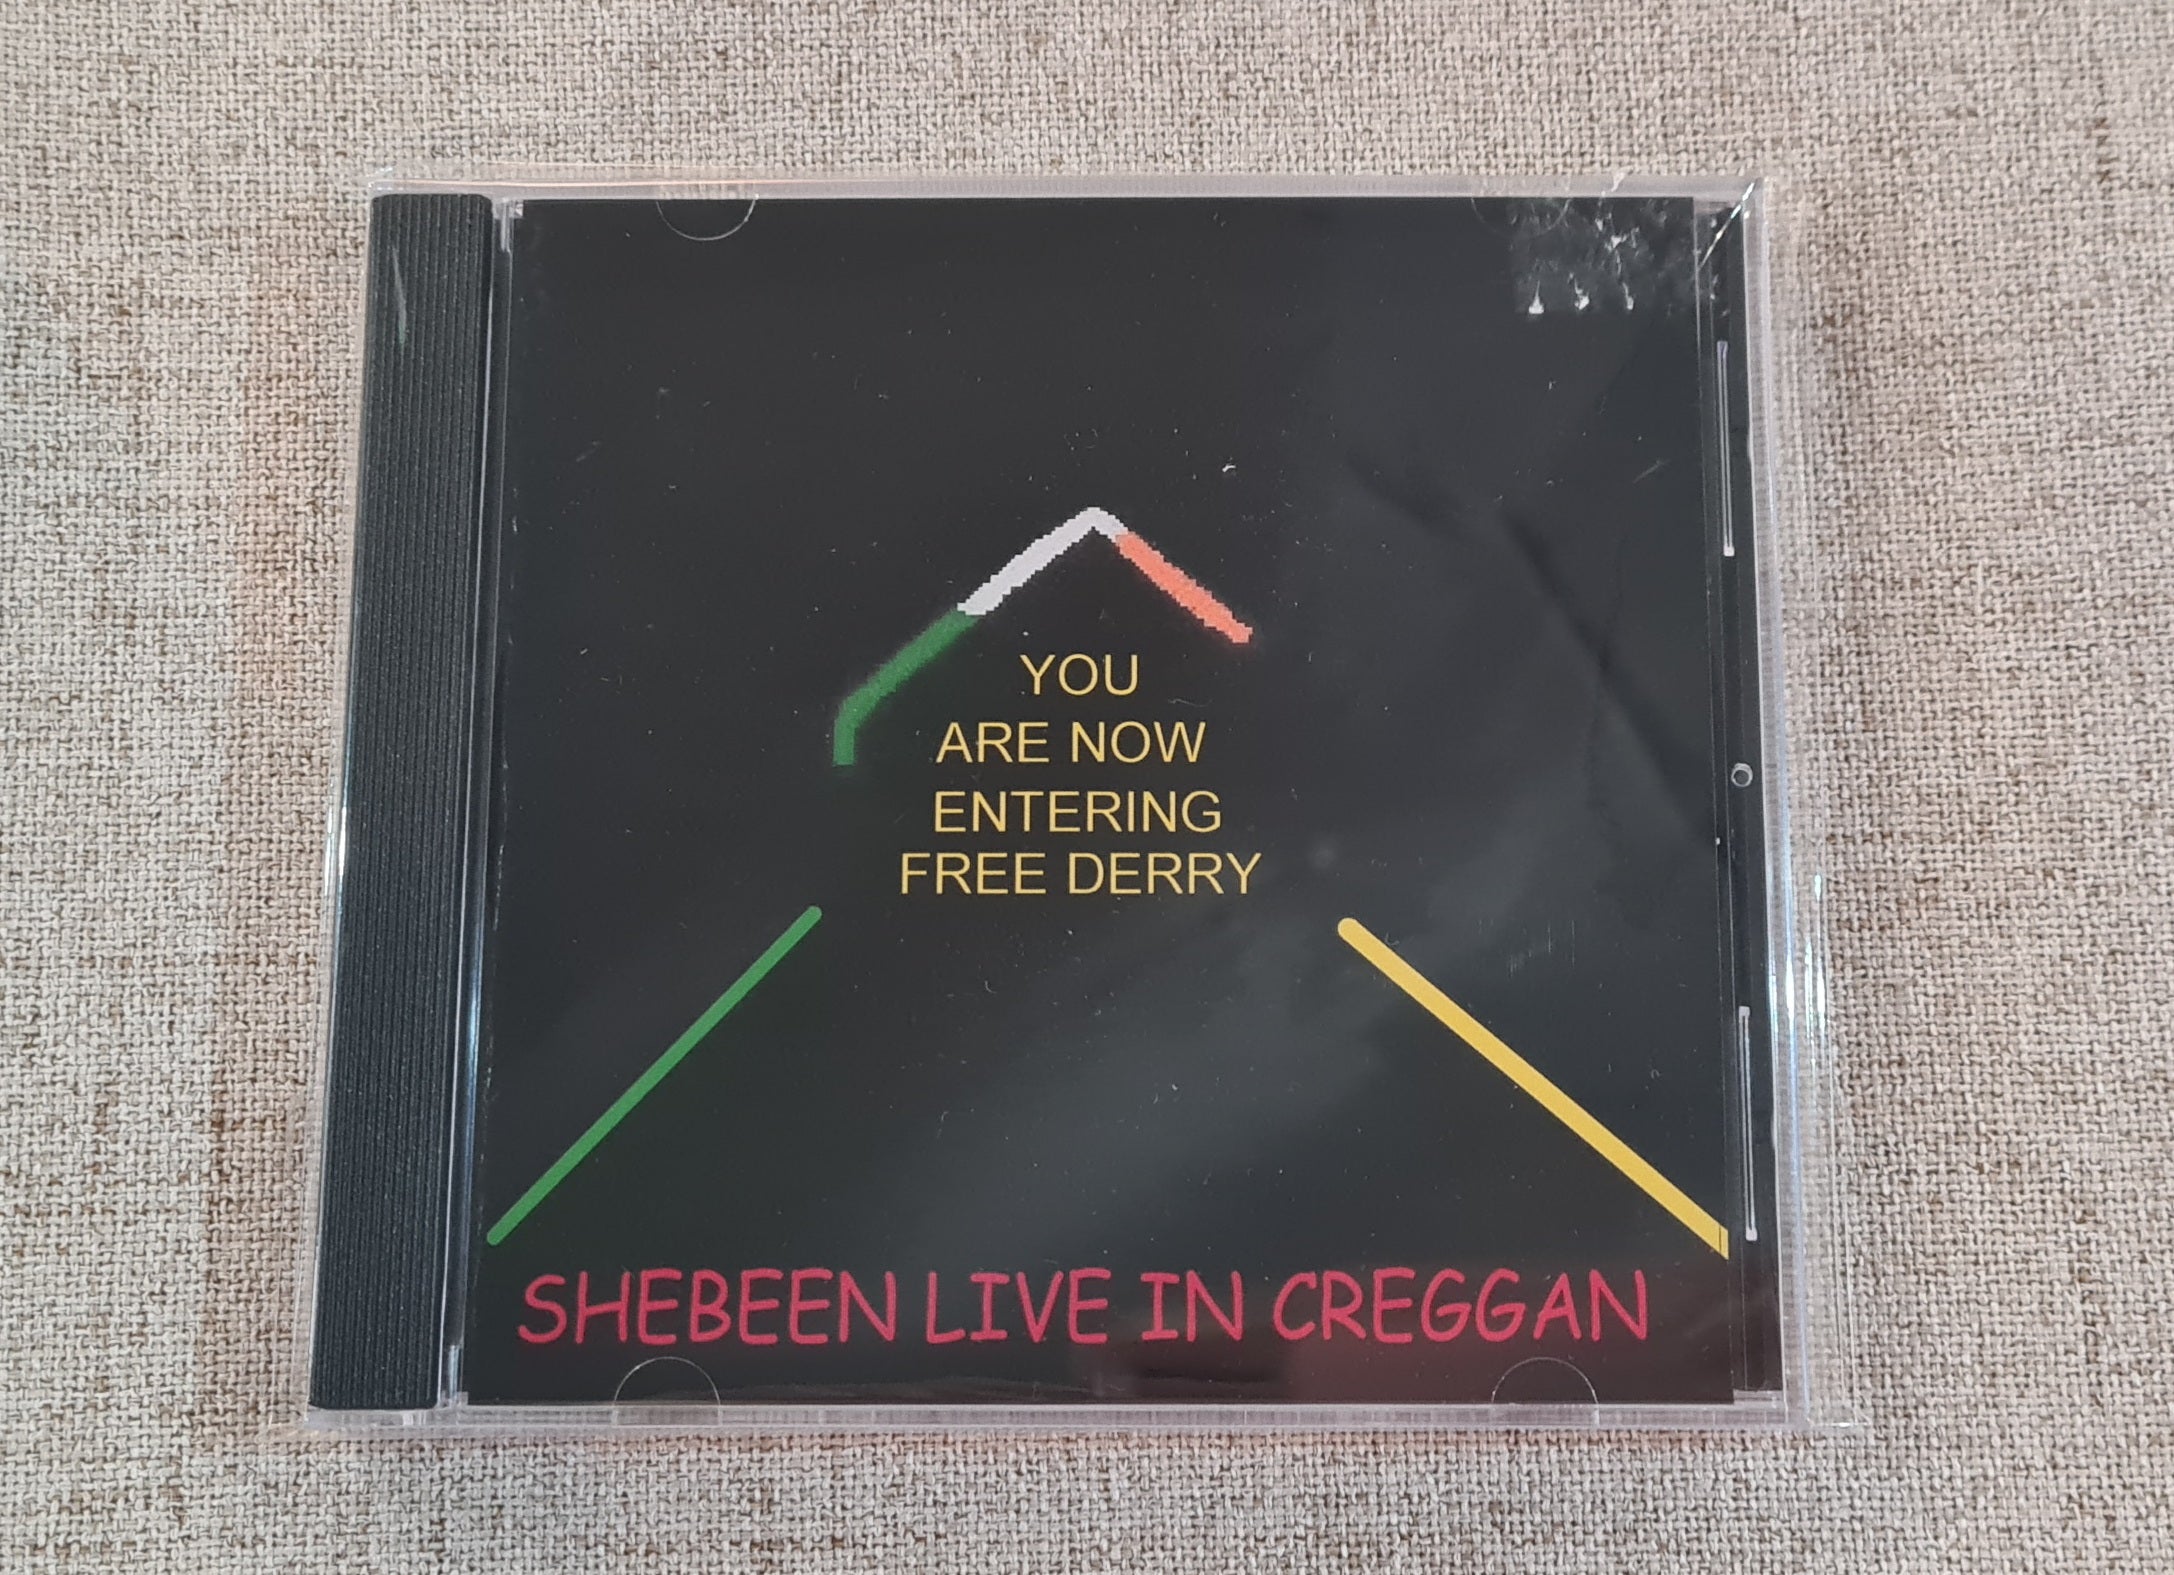 YOU
ARE NOW
ENTERING
FREE DERRY
SHEBEEN LIVE IN CREGGAN